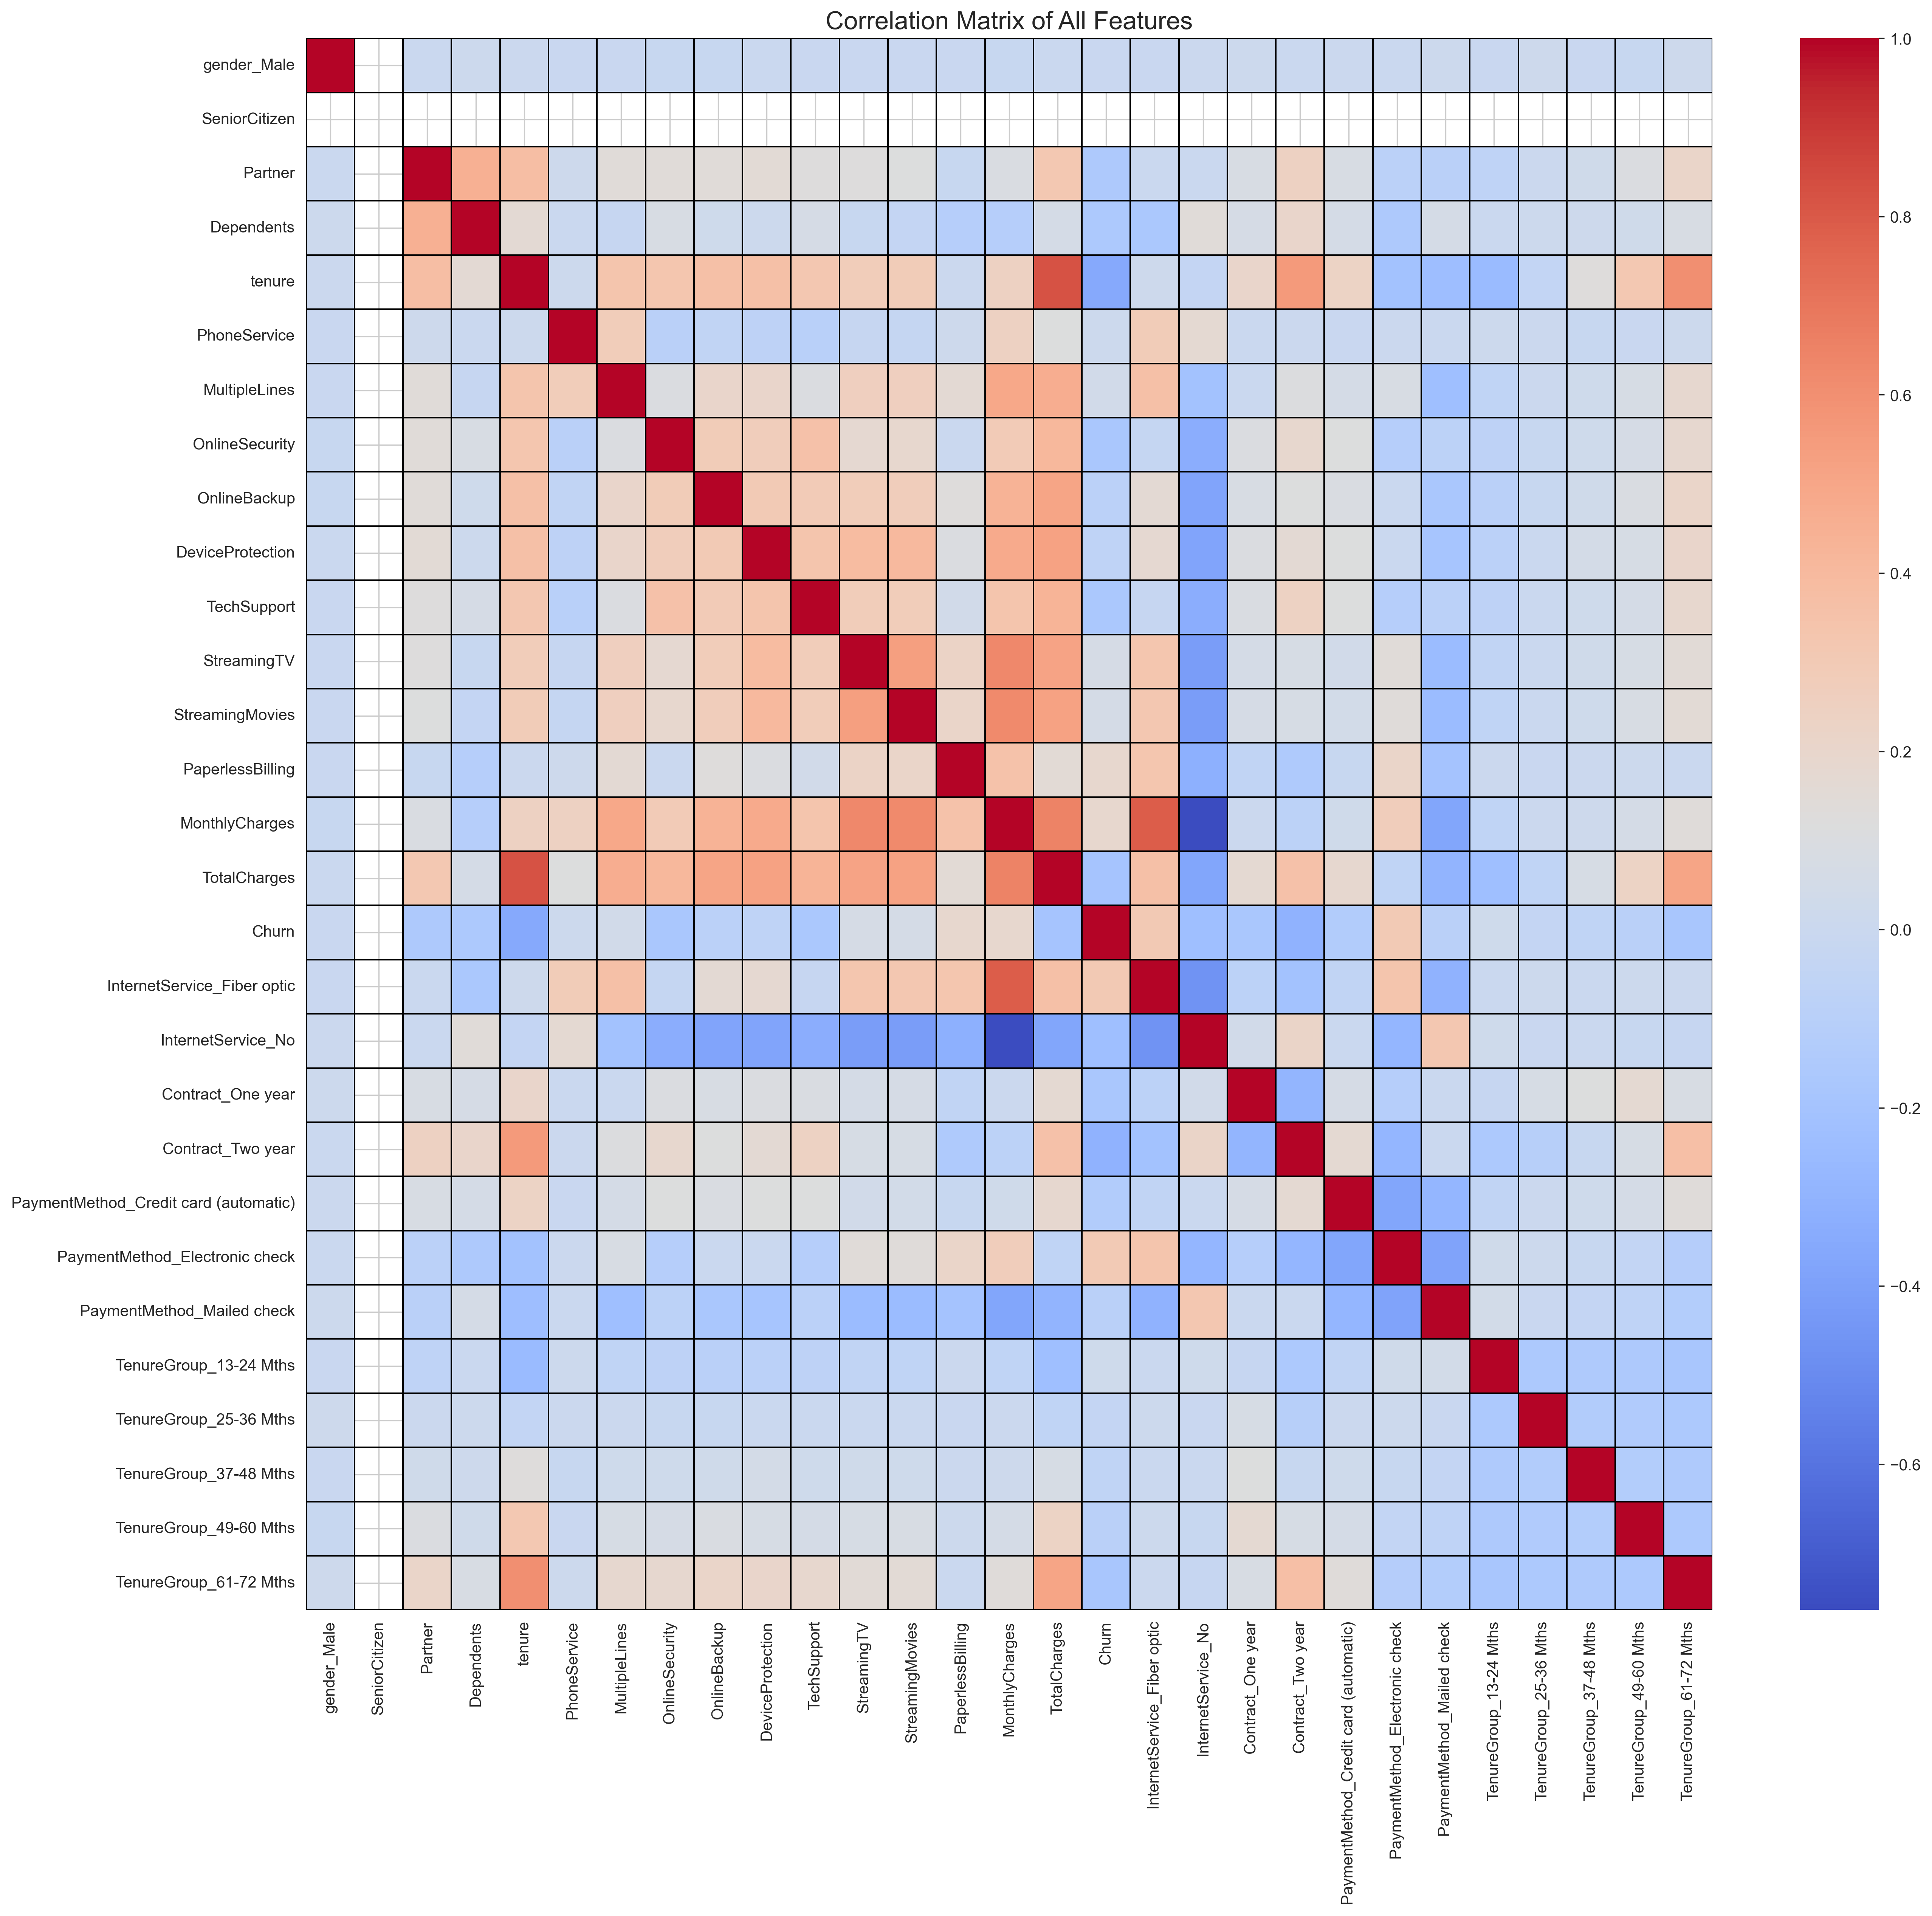 Correlation Matrix of All Features
gender_Male
SeniorCitizen
Partner
Dependents
tenure
PhoneService
MultipleLines
OnlineSecurity
OnlineBackup
DeviceProtection
TechSupport
StreamingTV
StreamingMovies
PaperlessBilling
MonthlyCharges
TotalCharges
Churn
InternetService_Fiber optic
InternetService_No
Contract_One year
Contract_Two year
PaymentMethod_Credit card (automatic)
PaymentMethod_Electronic check
PaymentMethod_Mailed check
TenureGroup_13-24 Mths
TenureGroup_25-36 Mths
TenureGroup_37-48 Mths
TenureGroup_49-60 Mths
TenureGroup_61-72 Mths
gender_Male
SeniorCitizen
Partner
Dependents
tenure
PhoneService
MultipleLines
OnlineSecurity
OnlineBackup
DeviceProtection
TechSupport
StreamingTV
StreamingMovies
PaperlessBilling
MonthlyCharges
TotalCharges
Churn
InternetService_Fiber optic
InternetService_No
Contract_One year
Contract_Two year
PaymentMethod_Credit card (automatic)
PaymentMethod_Electronic check
PaymentMethod_Mailed check
TenureGroup_13-24 Mths
TenureGroup_25-36 Mths
TenureGroup_37-48 Mths
TenureGroup_49-60 Mths
TenureGroup_61-72 Mths
1.0
0.8
0.6
0.4
0.2
0.0
−0.2
−0.4
−0.6